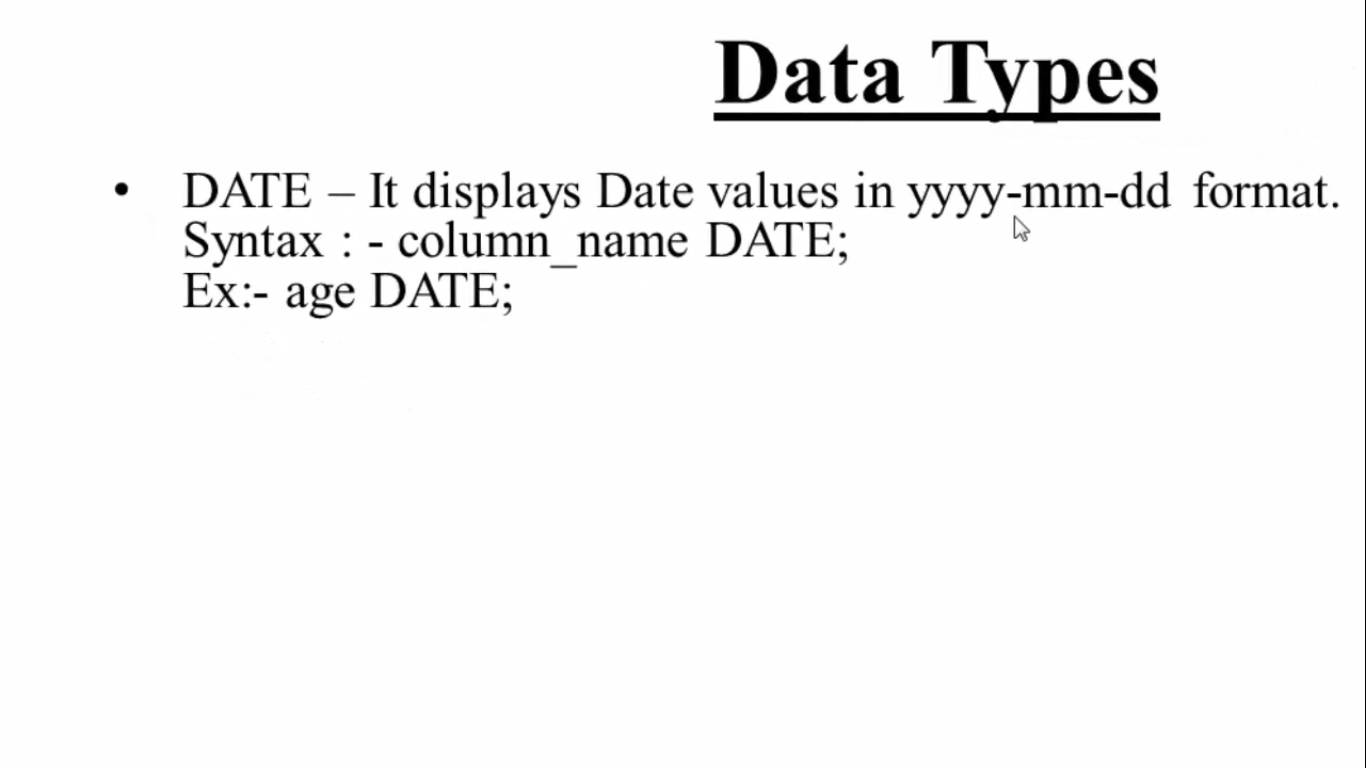 Data Types
• DATE – It displays Date values in yyyy-mm-dd format.
Syntax : - column_name DATE;
Ex:- age DATE;